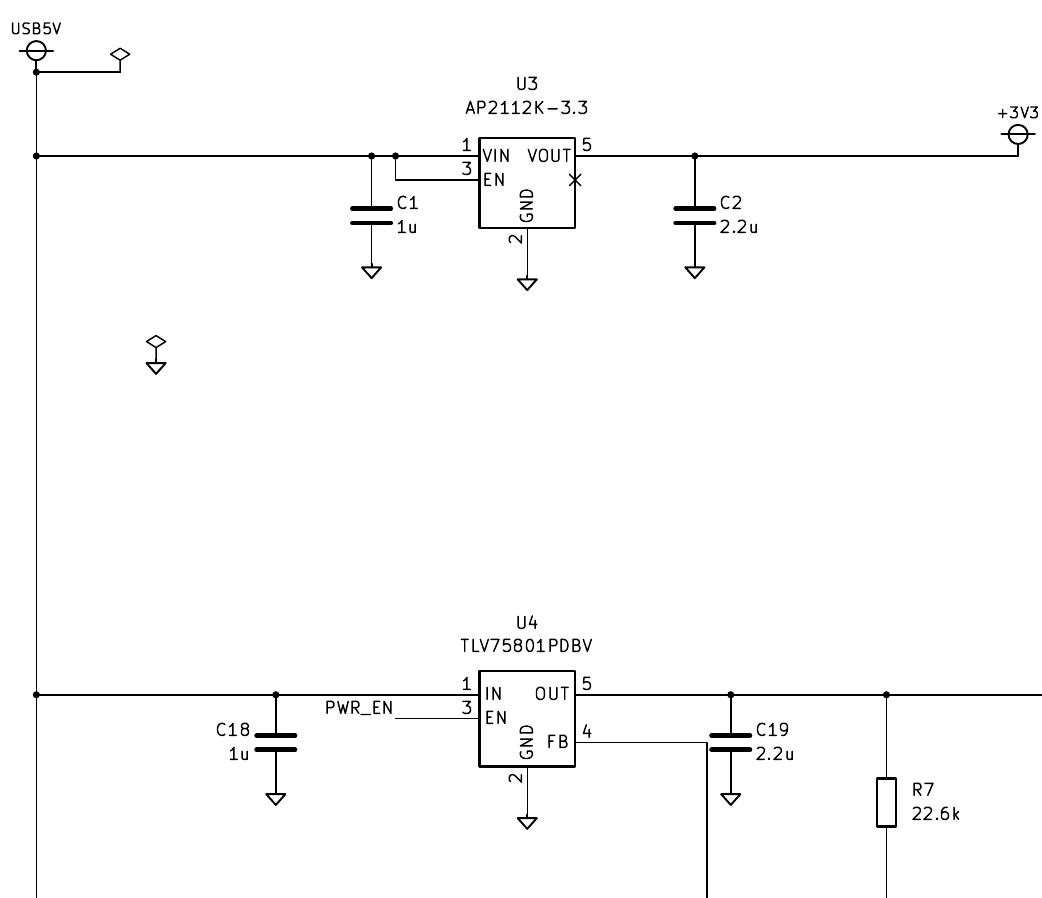 USB5V
U3
AP2112K-3.3
+3V3
1 VIN VOUT 5
3 EN
GND
2
C1
1u
C2
2.2u
U4
TLV75801PDBV
1 IN OUT 5
PWR_EN 3 EN
4 FB
GND
2
C18
1u
C19
2.2u
R7
22.6k